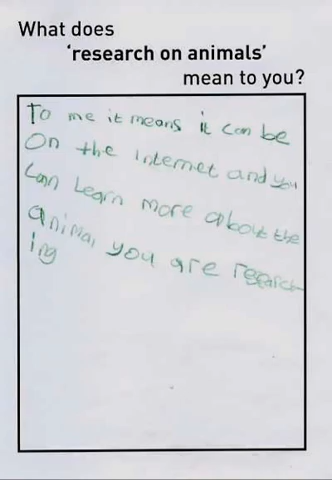 What does
'research on animals'
mean to you?
To me it means it can be
On the internet and you
can learn more about the
animal you are research
ing